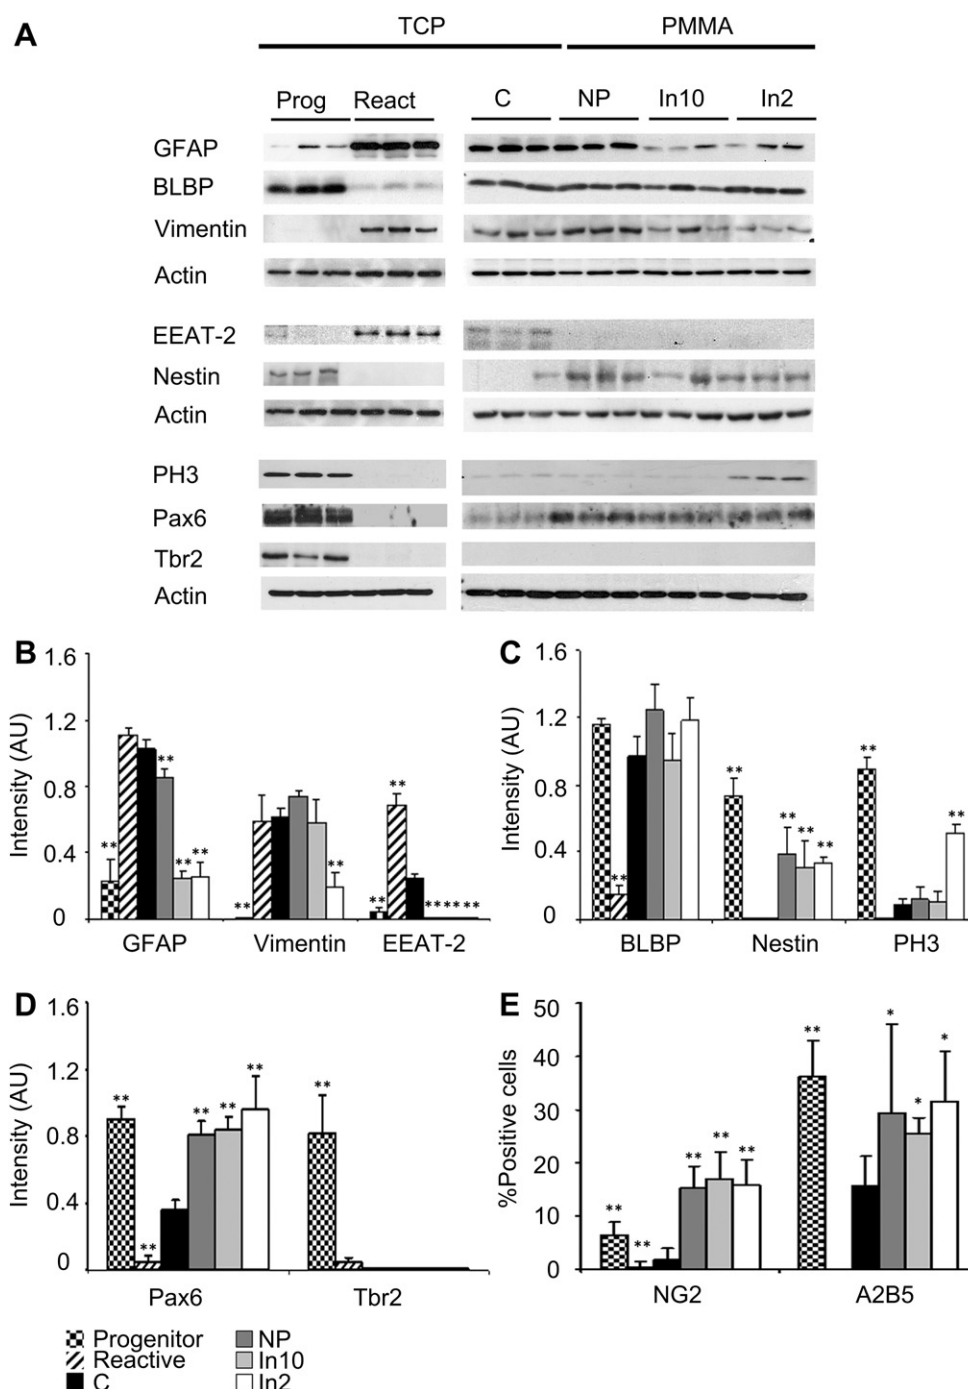 A
TCP PMMA
Prog React C NP In10 In2
GFAP
BLBP
Vimentin
Actin
EEAT-2
Nestin
Actin
PH3
Pax6
Tbr2
Actin
B
Intensity (AU)
1.6
1.2
0.8
0.4
0
** ** ** ** ** ** ** ** ** ** **
GFAP Vimentin EEAT-2
C
Intensity (AU)
1.6
1.2
0.8
0.4
0
** ** ** ** ** ** **
BLBP Nestin PH3
D
Intensity (AU)
1.6
1.2
0.8
0.4
0
** ** ** ** ** **
Pax6 Tbr2
E
%Positive cells
50
40
30
20
10
0
** ** ** ** ** ** * * *
NG2 A2B5
Progenitor NP
Reactive In10
C In2